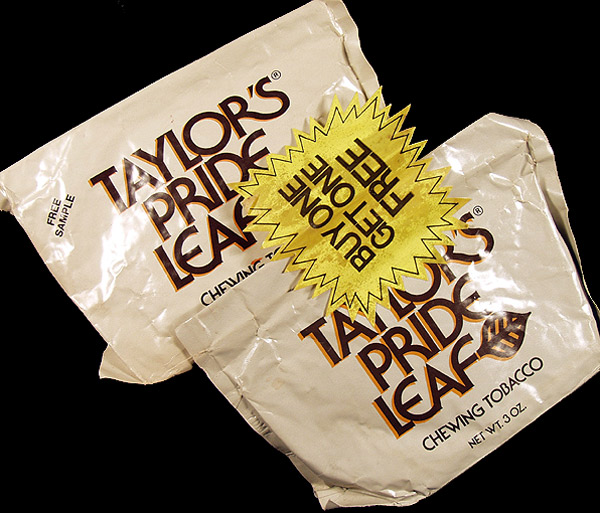 TAYLOR'S®
PRIDE
LEAF
CHEWING
FREE
SAMPLE
BUY ONE
GET ONE
FREE
TAYLOR'S®
PRIDE
LEAF
CHEWING TOBACCO
NET WT. 3 OZ.